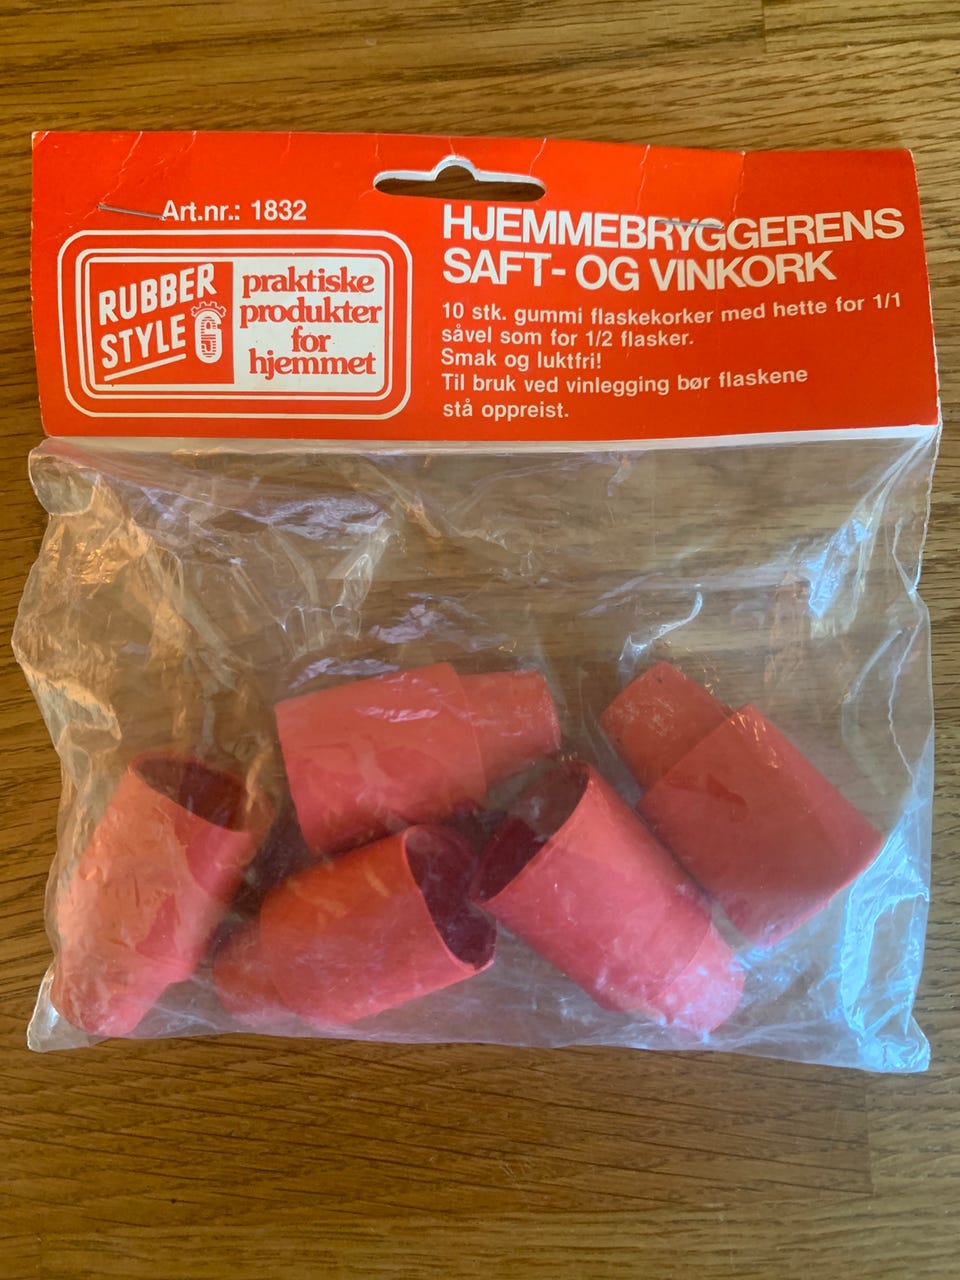 Art.nr.: 1832
RUBBER
STYLE
praktiske
produkter
for
hjemmet
HJEMMEBRYGGERENS
SAFT- OG VINKORK
10 stk. gummi flaskekorker med hette for 1/1
såvel som for 1/2 flasker.
Smak og luktfri!
Til bruk ved vinlegging bør flaskene
stå oppreist.